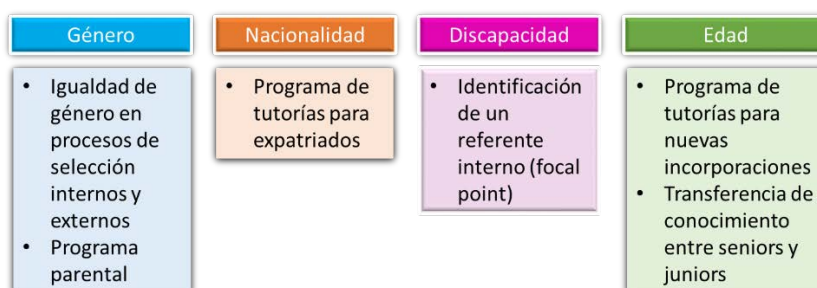 Género
• Igualdad de
género en
procesos de
selección
internos y
externos
• Programa
parental
Nacionalidad
• Programa de
tutorías para
expatriados
Discapacidad
• Identificación
de un
referente
interno (focal
point)
Edad
• Programa de
tutorías para
nuevas
incorporaciones
• Transferencia de
conocimiento
entre seniors y
juniors